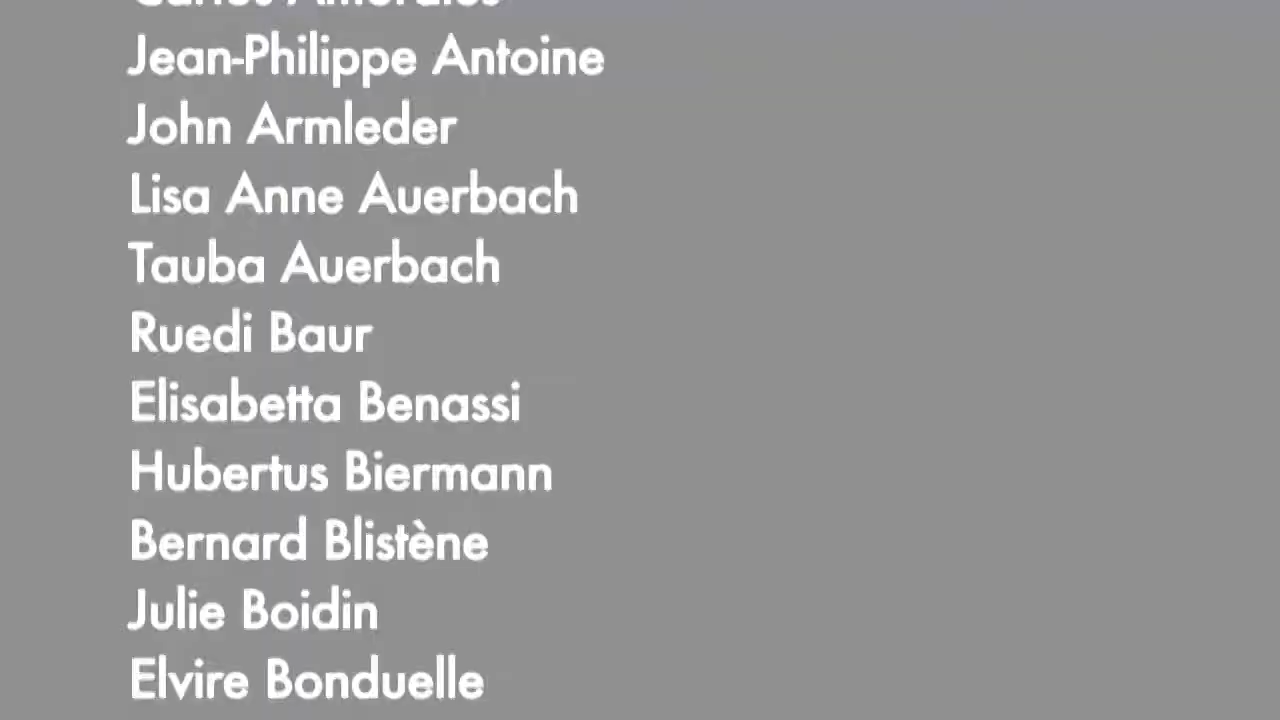 Carlos Amorales
Jean-Philippe Antoine
John Armleder
Lisa Anne Auerbach
Tauba Auerbach
Ruedi Baur
Elisabetta Benassi
Hubertus Biermann
Bernard Blistène
Julie Boidin
Elvire Bonduelle